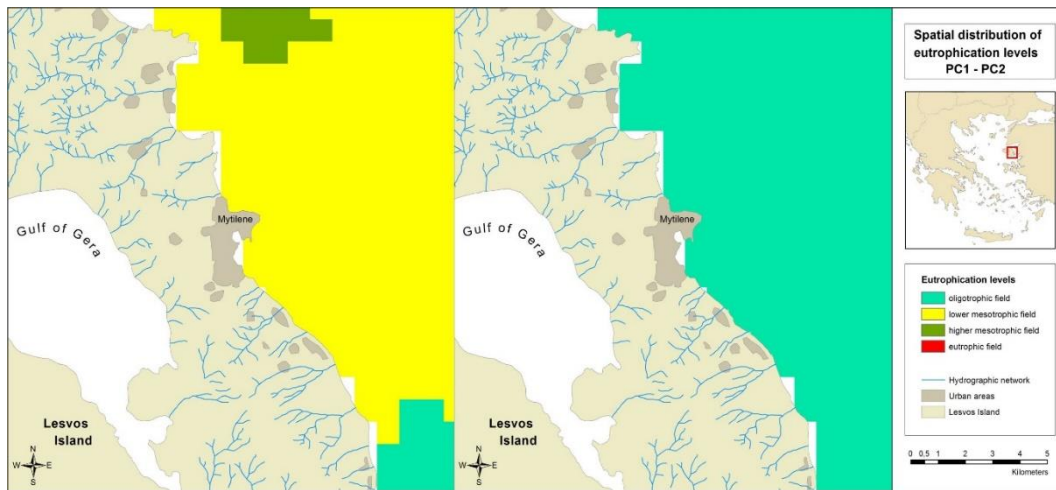 Mytilene
Gulf of Gera
Lesvos
Island
N
W E
S
Mytilene
Gulf of Gera
Lesvos
Island
N
W E
S
Spatial distribution of
eutrophication levels
PC1 - PC2
Eutrophication levels
oligotrophic field
lower mesotrophic field
higher mesotrophic field
eutrophic field
Hydrographic network
Urban areas
Lesvos Island
0 0,5 1 2 3 4 5
Kilometers